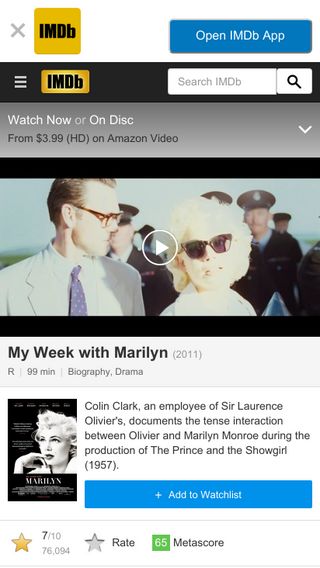 IMDb
Open IMDb App
IMDb
Search IMDb
Watch Now or On Disc
From $3.99 (HD) on Amazon Video
My Week with Marilyn (2011)
R | 99 min | Biography, Drama
Colin Clark, an employee of Sir Laurence
Olivier's, documents the tense interaction
between Olivier and Marilyn Monroe during the
production of The Prince and the Showgirl
(1957).
MARILYN
+ Add to Watchlist
7/10
76,094
Rate
65 Metascore